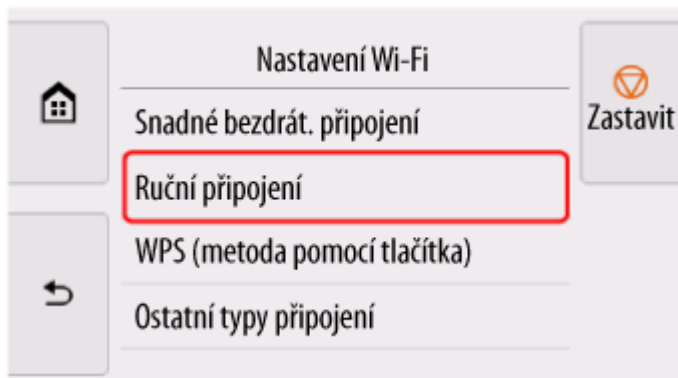 Nastavení Wi-Fi
Snadné bezdrát. připojení
Zastavit
Ruční připojení
WPS (metoda pomocí tlačítka)
Ostatní typy připojení